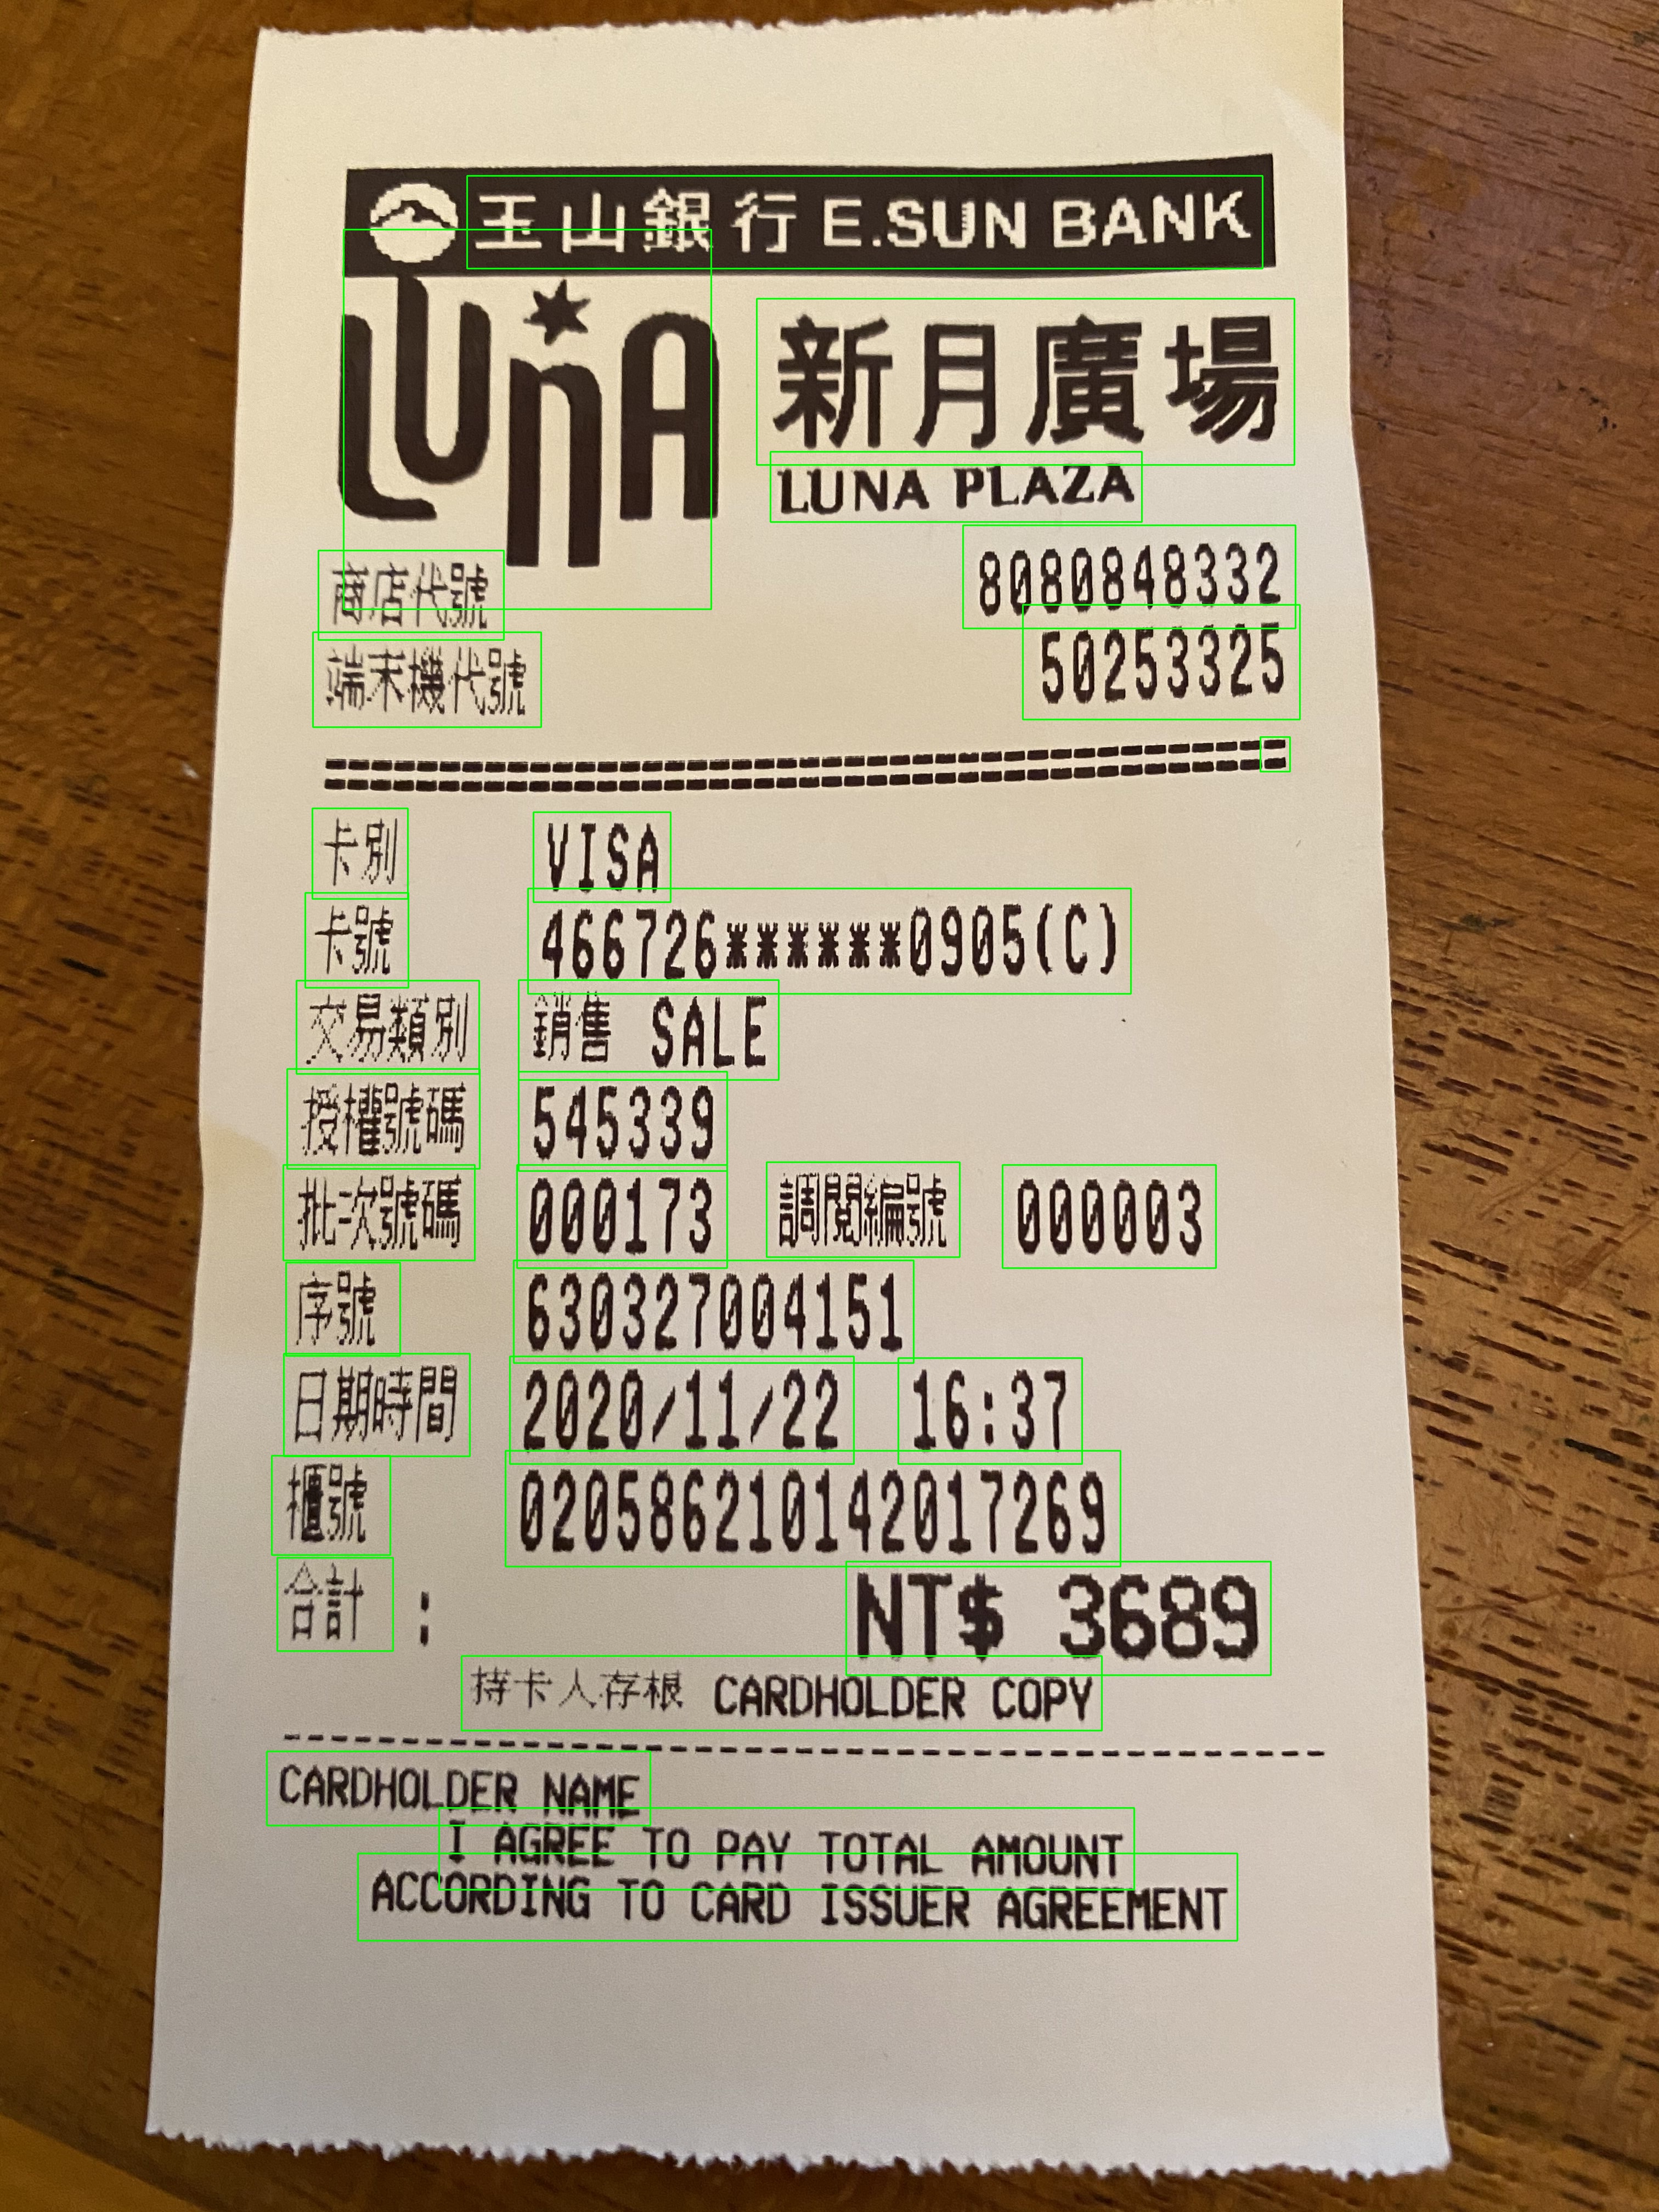 玉山銀行 E.SUN BANK
LUnA 新月廣場
LUNA PLAZA
商店代號 8080848332
端末機代號 50253325
卡別 VISA
卡號 466726******0905(C)
交易類別 銷售 SALE
授權號碼 545339
批次號碼 000173 調閱編號 000003
序號 630327004151
日期時間 2020/11/22 16:37
櫃號 020586210142017269
合計 : NT$ 3689
持卡人存根 CARDHOLDER COPY
CARDHOLDER NAME
I AGREE TO PAY TOTAL AMOUNT
ACCORDING TO CARD ISSUER AGREEMENT